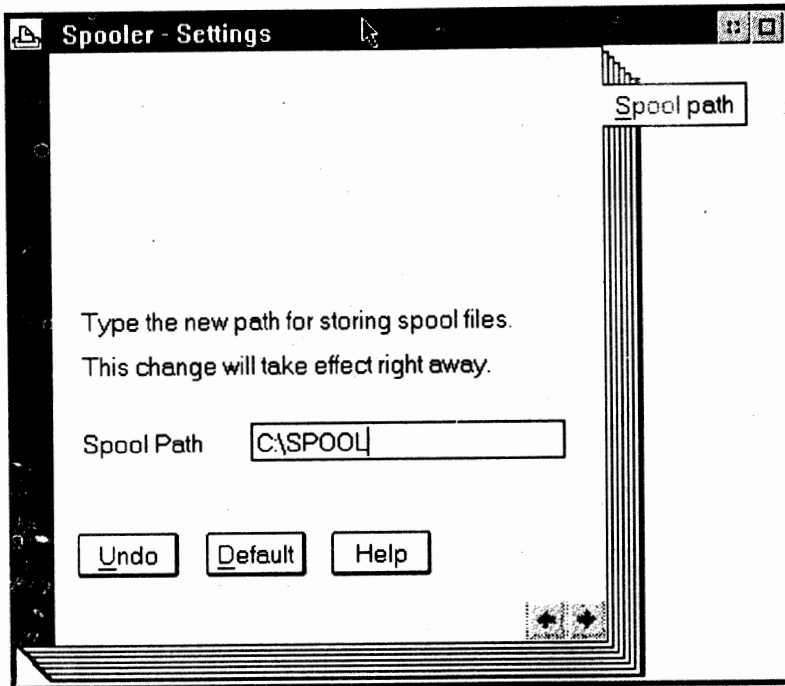 Spooler - Settings
Spool path
Type the new path for storing spool files.
This change will take effect right away.
Spool Path C:\SPOOL
Undo Default Help